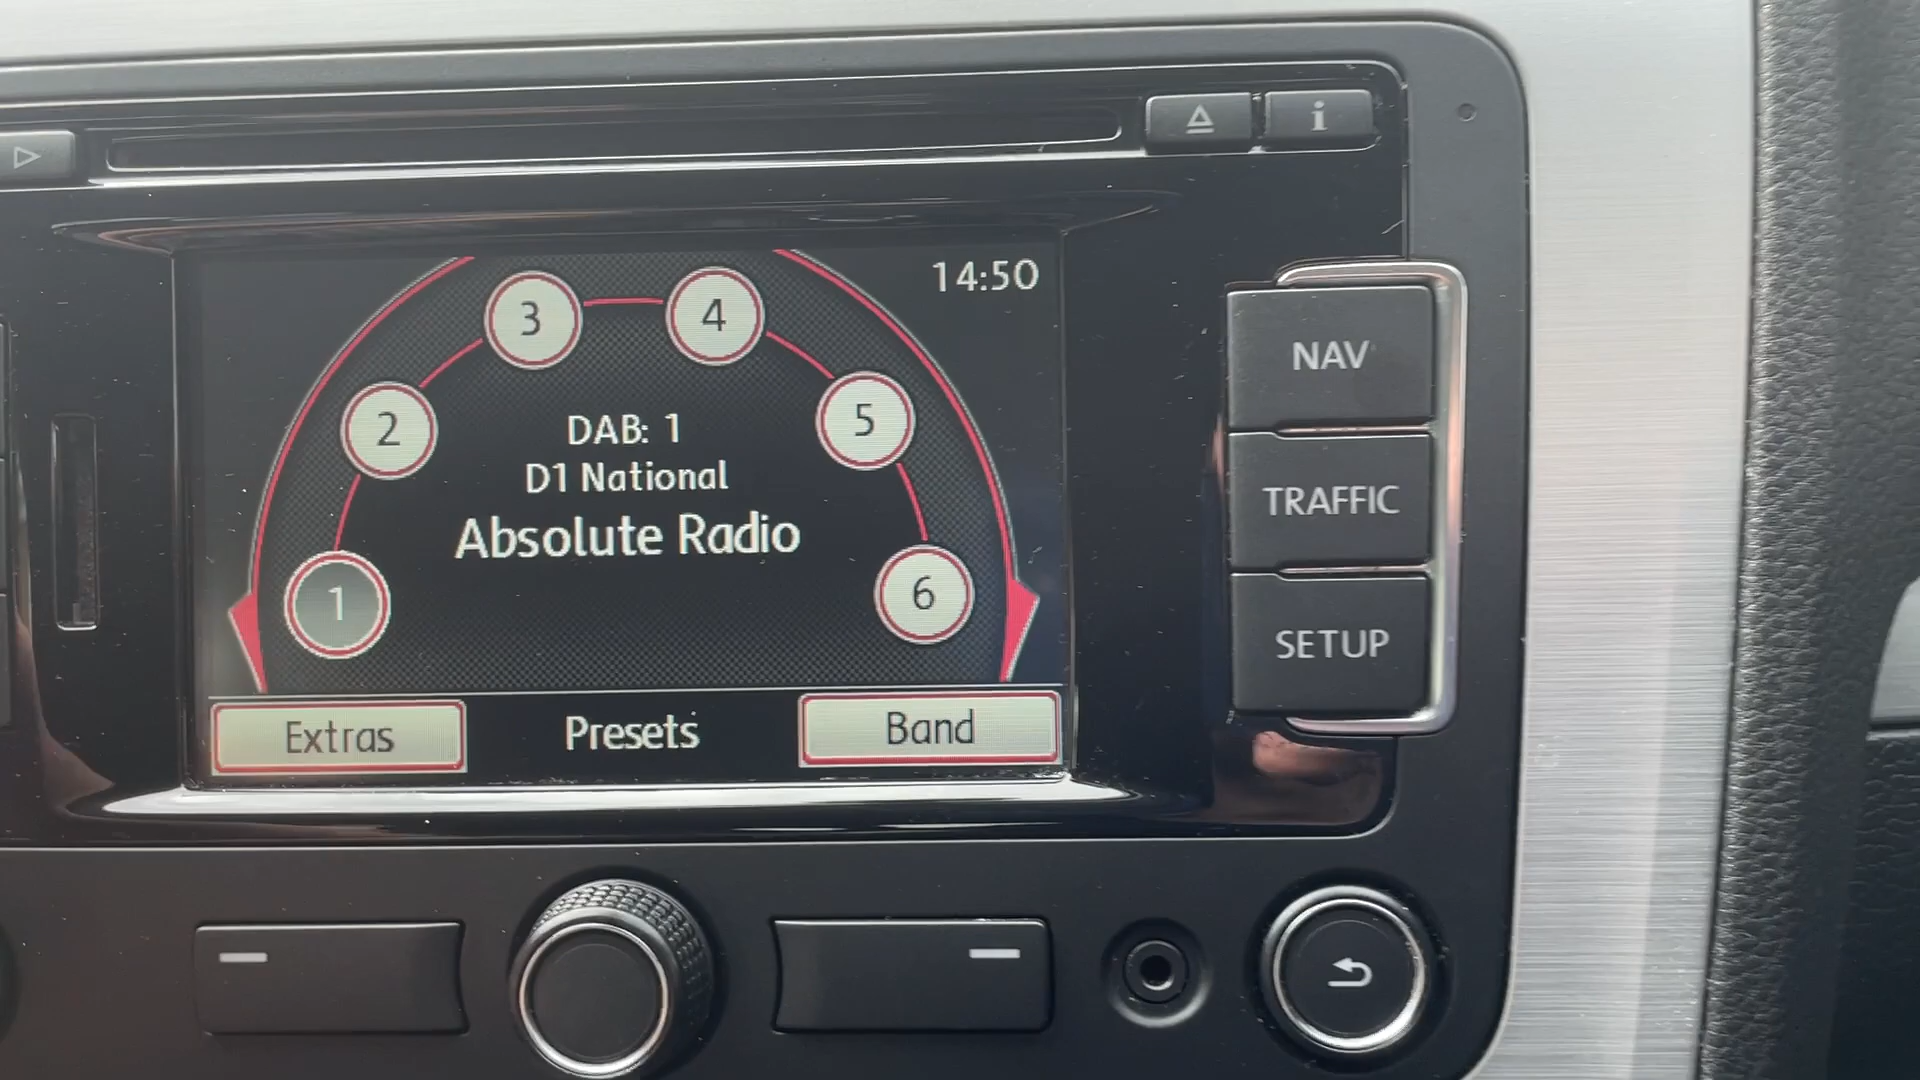 i
14:50
3
4
2
5
DAB: 1
D1 National
Absolute Radio
1
6
Extras
Presets
Band
NAV
TRAFFIC
SETUP